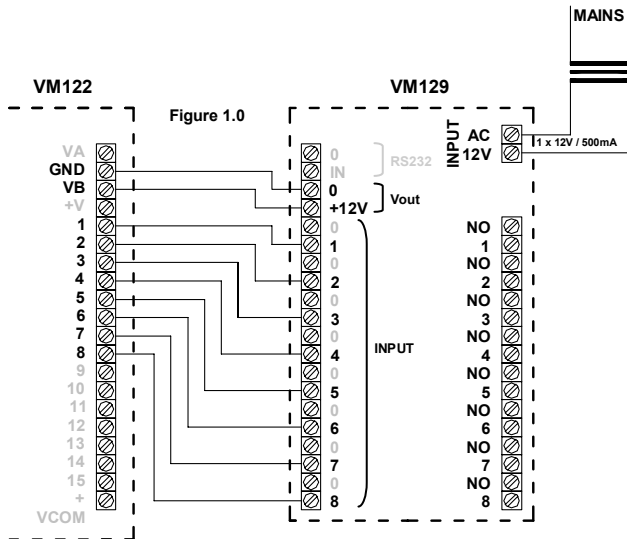 MAINS
VM122
VM129
Figure 1.0
VA
GND
VB
+V
1
2
3
4
5
6
7
8
9
10
11
12
13
14
15
+
VCOM
0
IN
RS232
0
+12V
Vout
0
1
0
2
0
3
0
4
0
5
0
6
0
7
0
8
INPUT
INPUT
AC
12V
1 x 12V / 500mA
NO
1
NO
2
NO
3
NO
4
NO
5
NO
6
NO
7
NO
8